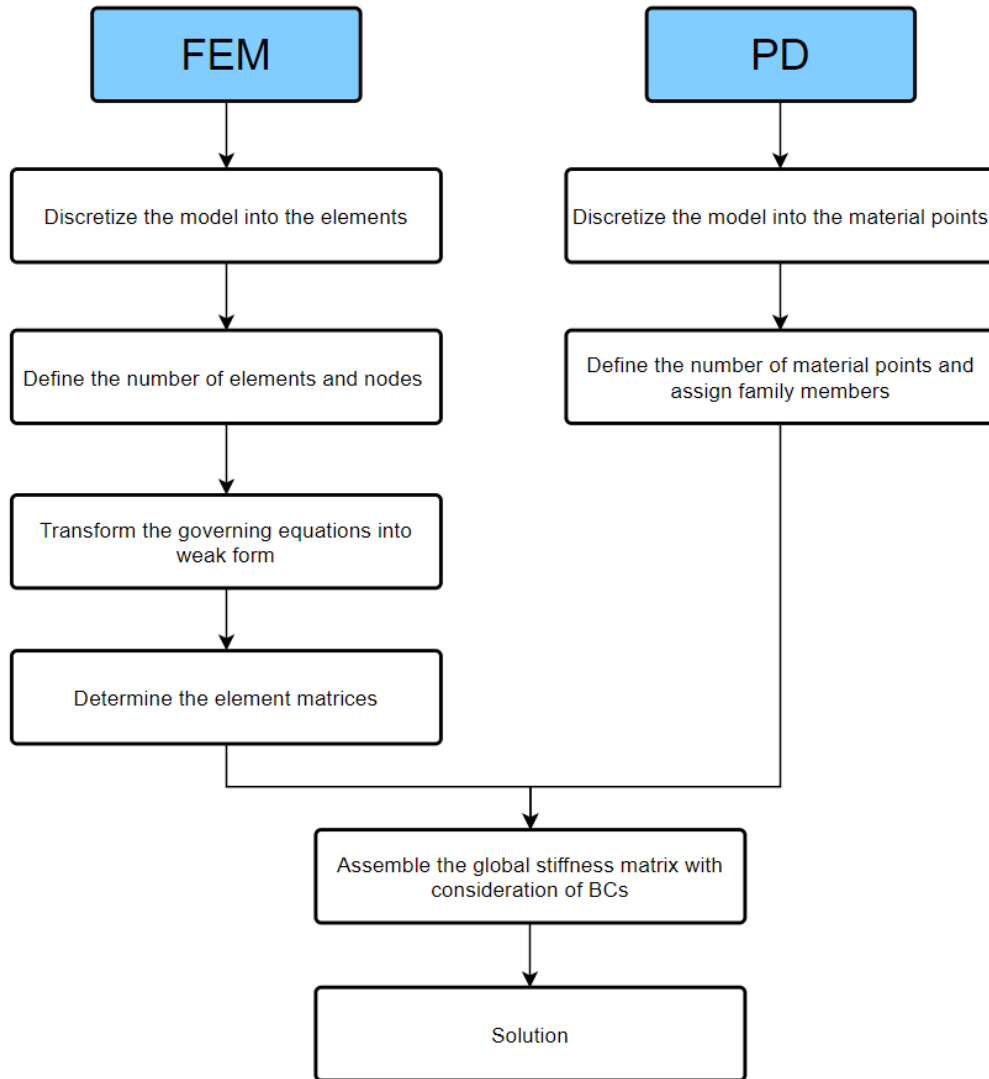 FEM
PD
Discretize the model into the elements
Discretize the model into the material points
Define the number of elements and nodes
Define the number of material points and
assign family members
Transform the governing equations into
weak form
Determine the element matrices
Assemble the global stiffness matrix with
consideration of BCs
Solution